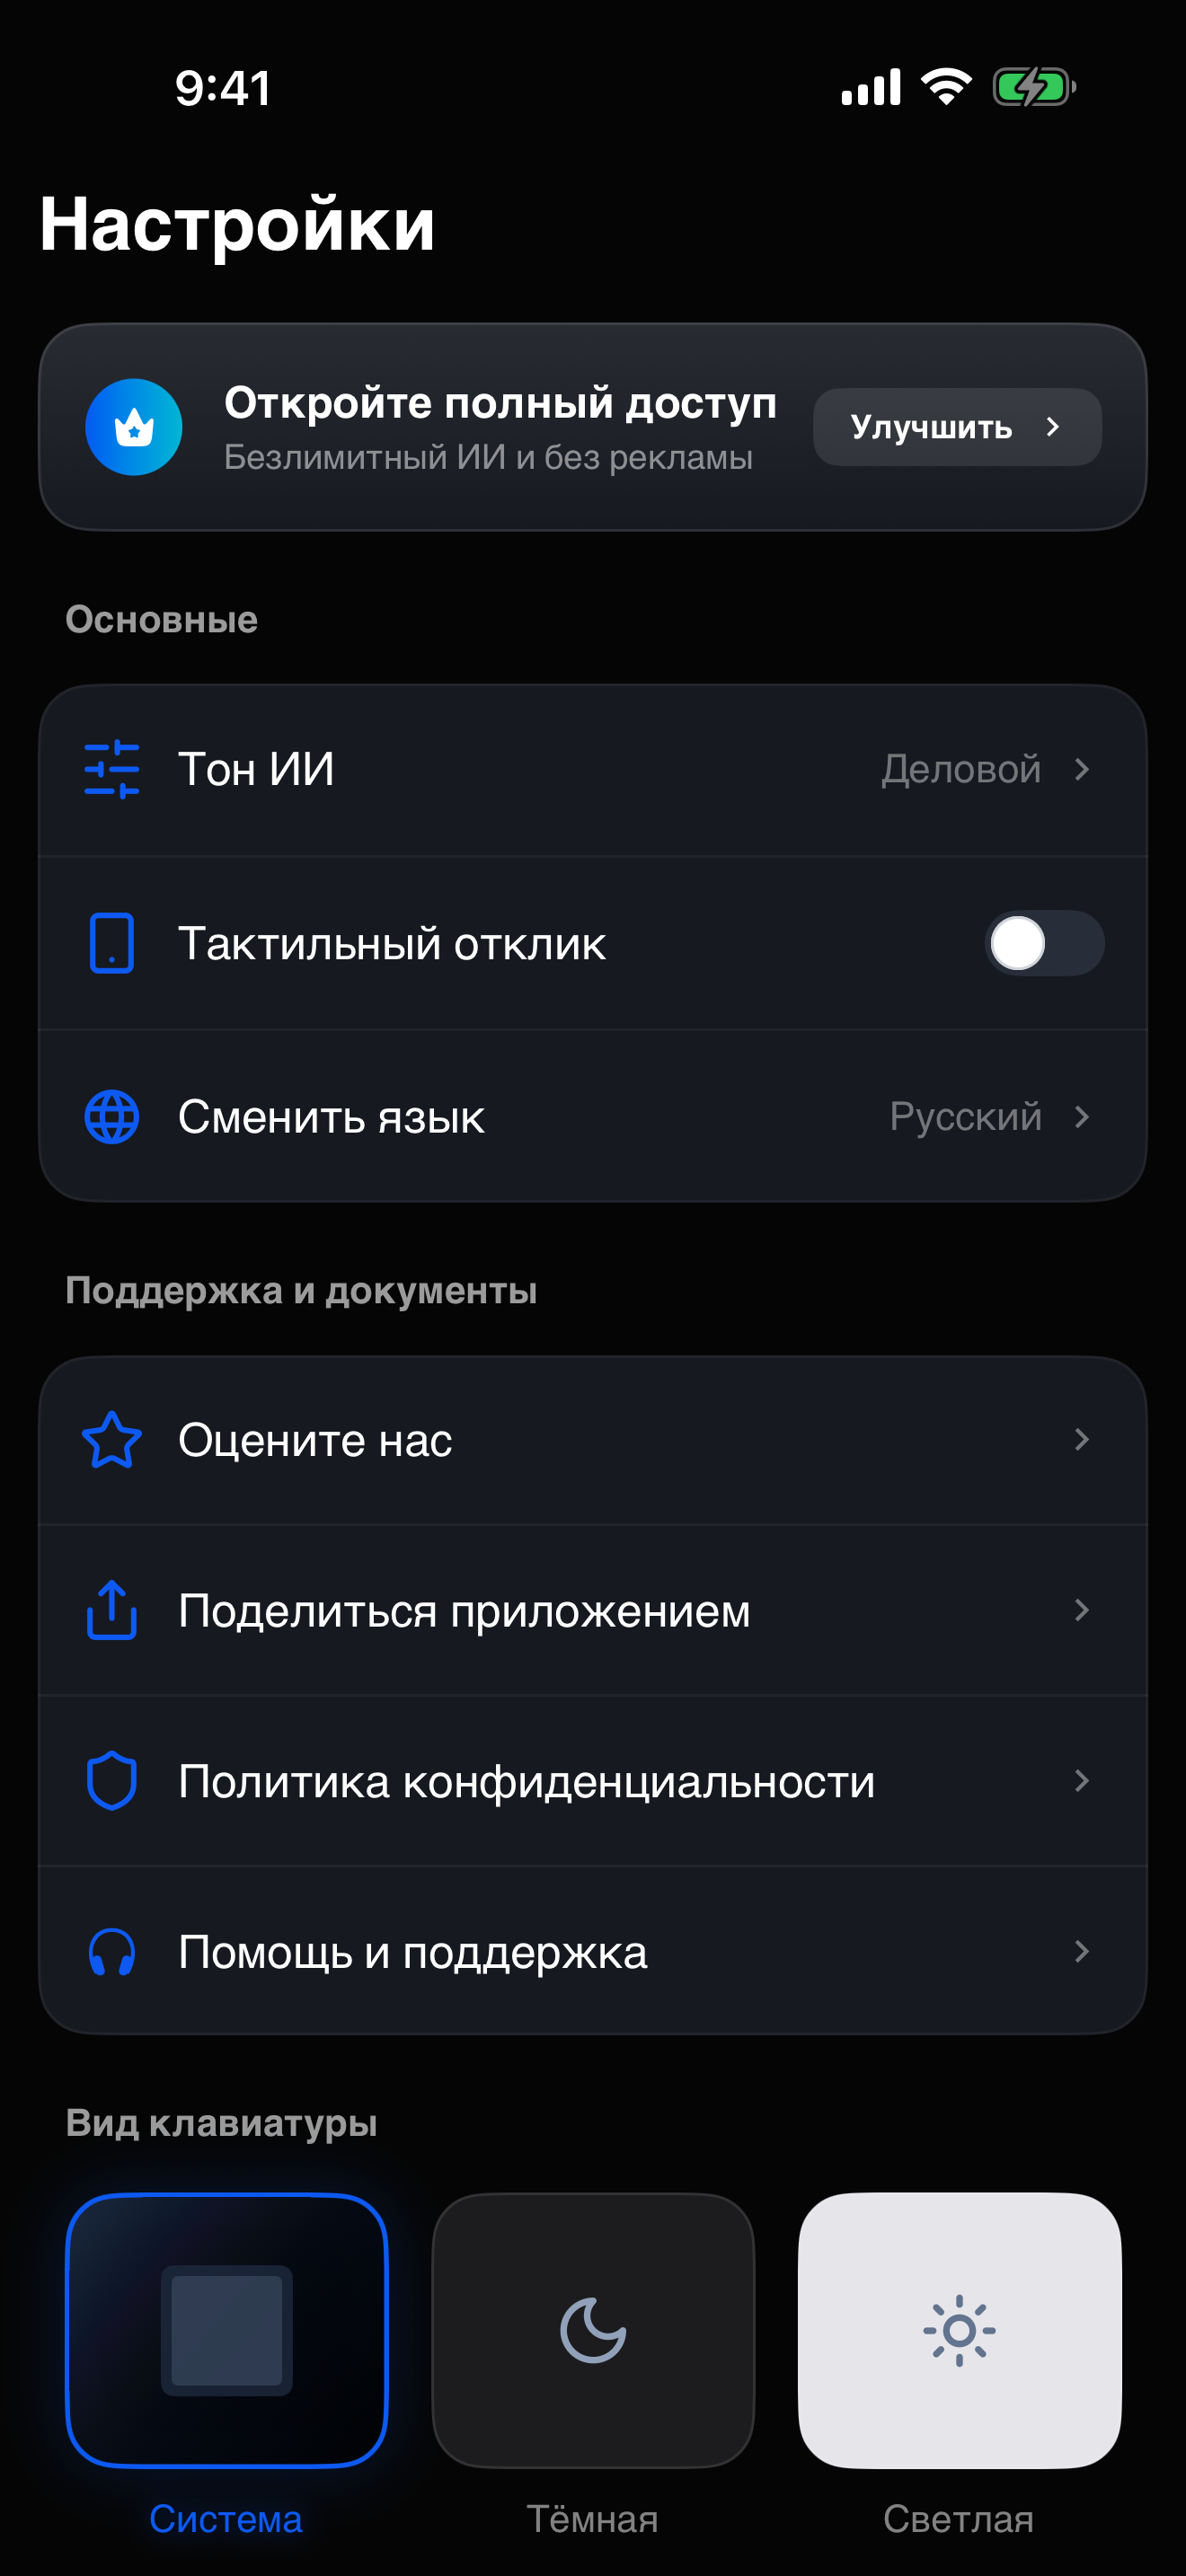 9:41
Настройки
Откройте полный доступ
Безлимитный ИИ и без рекламы
Улучшить
Основные
Тон ИИ
Деловой
Тактильный отклик
Сменить язык
Русский
Поддержка и документы
Оцените нас
Поделиться приложением
Политика конфиденциальности
Помощь и поддержка
Вид клавиатуры
Система
Тёмная
Светлая